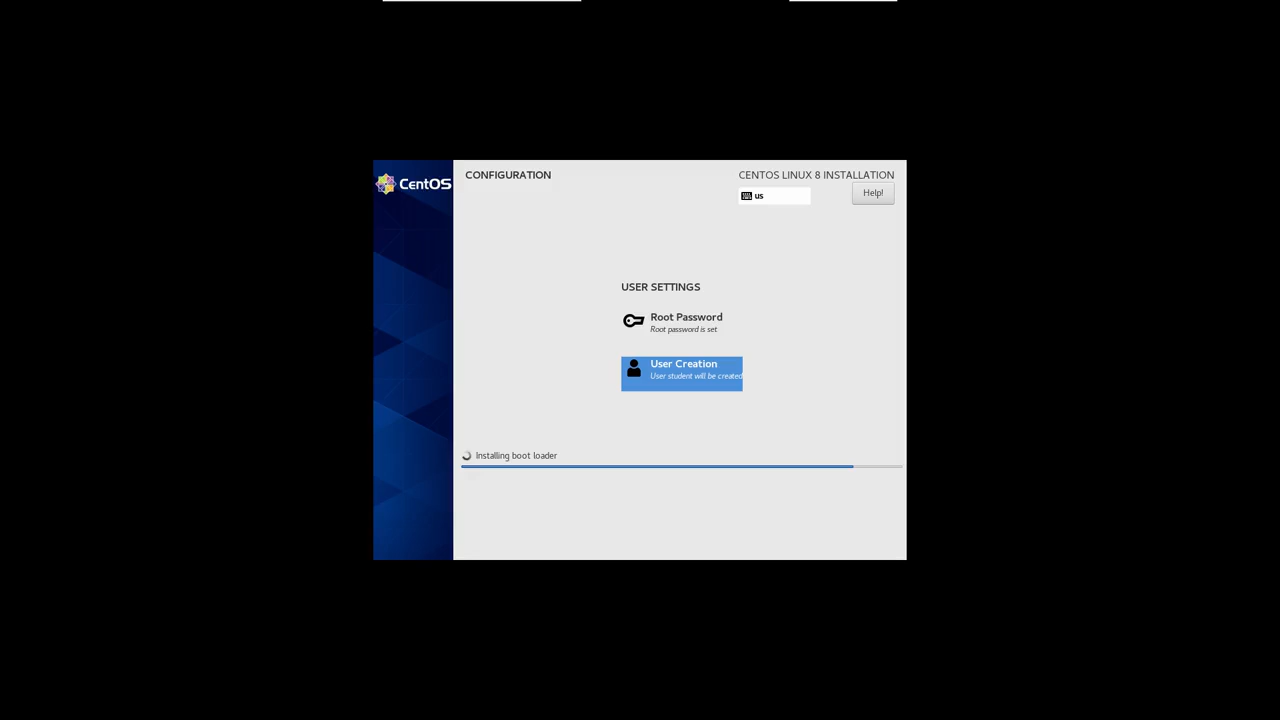 CentOS
CONFIGURATION
CENTOS LINUX 8 INSTALLATION
us
Help!
USER SETTINGS
Root Password
Root password is set
User Creation
User student will be created
Installing boot loader